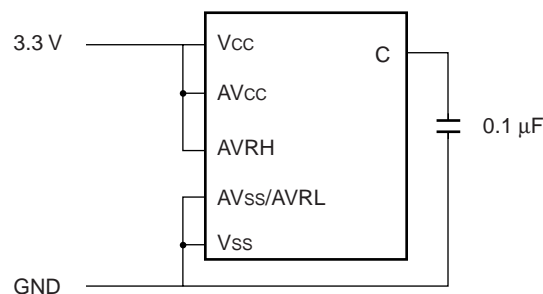 3.3 V
VCC
C
AVCC
0.1 μF
AVRH
AVSS/AVRL
VSS
GND